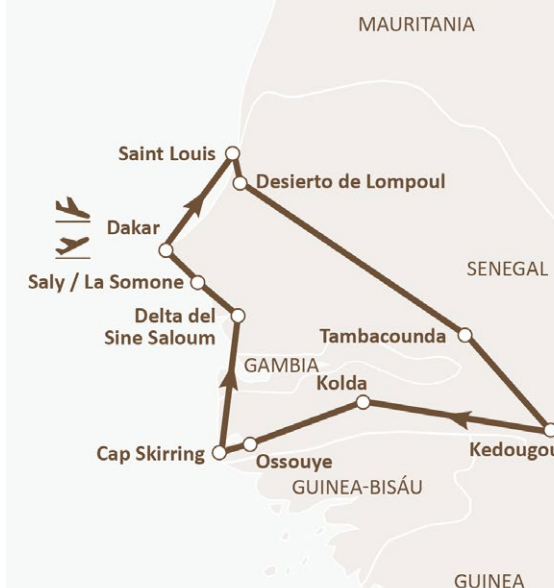 MAURITANIA
Saint Louis
Desierto de Lompoul
Dakar
SENEGAL
Saly / La Somone
Delta del
Sine Saloum
Tambacounda
GAMBIA
Kolda
Cap Skirring
Ossouye
Kedougou
GUINEA-BISÁU
GUINEA